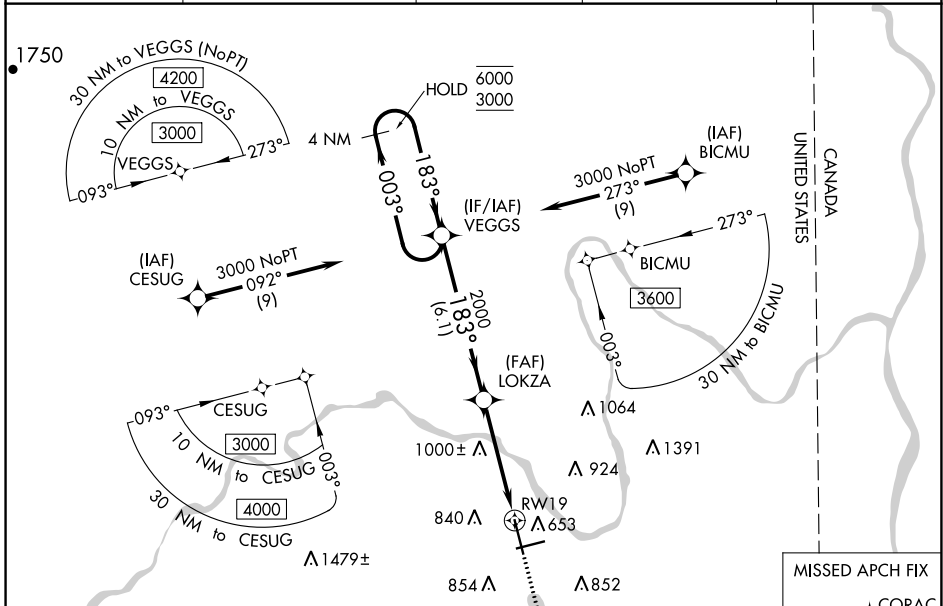 1750
30 NM to VEGGS (NoPT)
4200
10 NM to VEGGS
3000
VEGGS
093°
273°
HOLD
6000
3000
4 NM
183°
003°
(IF/IAF)
VEGGS
(IAF)
BICMU
3000 NoPT
273°
(9)
CANADA
UNITED STATES
(IAF)
CESUG
3000 NoPT
092°
(9)
273°
BICMU
3600
003°
30 NM to BICMU
2000
183°
(6.1)
(FAF)
LOKZA
093°
CESUG
3000
10 NM to CESUG
003°
4000
30 NM to CESUG
1064
1391
1000±
924
RW19
840
653
1479±
854
852
MISSED APCH FIX
COPAC